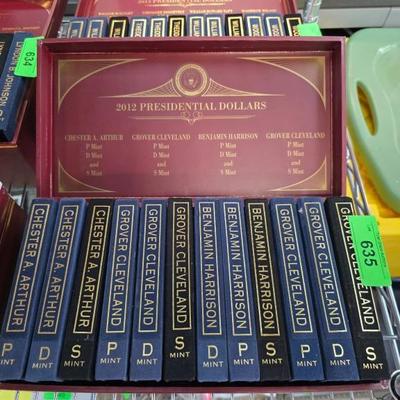 2012 PRESIDENTIAL DOLLARS
CHESTER A. ARTHUR
P Mint
D Mint
and
S Mint
GROVER CLEVELAND
P Mint
D Mint
and
S Mint
BENJAMIN HARRISON
P Mint
D Mint
and
S Mint
GROVER CLEVELAND
P Mint
D Mint
and
S Mint
634
LYNDON B. JOHNSON
635
CHESTER A. ARTHUR
P
MINT
CHESTER A. ARTHUR
D
MINT
CHESTER A. ARTHUR
S
MINT
GROVER CLEVELAND
P
MINT
GROVER CLEVELAND
D
MINT
GROVER CLEVELAND
S
MINT
BENJAMIN HARRISON
D
MINT
BENJAMIN HARRISON
P
MINT
BENJAMIN HARRISON
S
MINT
GROVER CLEVELAND
P
MINT
GROVER CLEVELAND
D
MINT
GROVER CLEVELAND
S
MINT